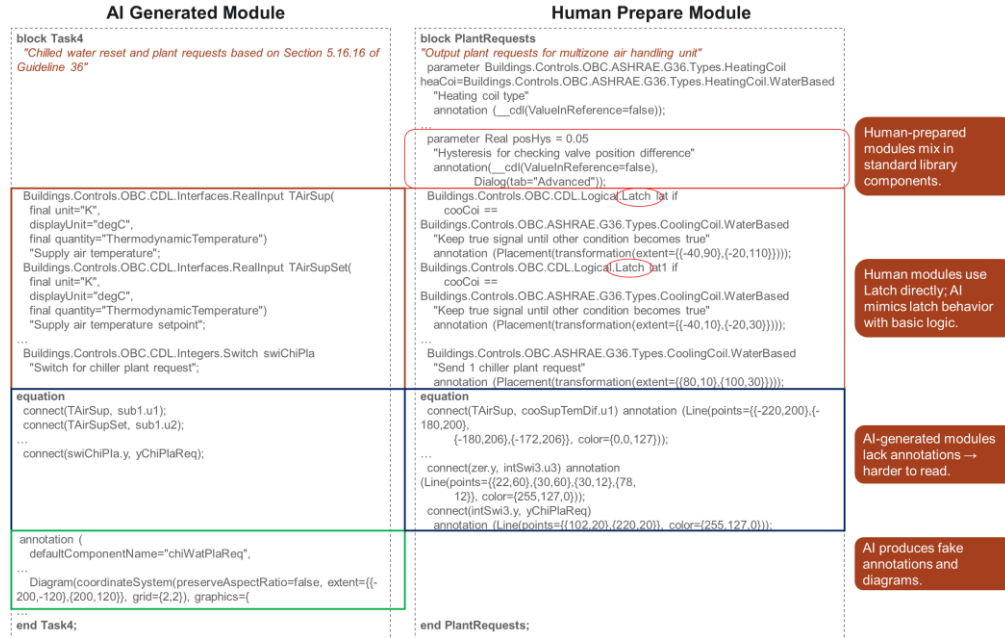 AI Generated Module
block Task4
"Chilled water reset and plant requests based on Section 5.16.16 of
Guideline 36"
Buildings.Controls.OBC.CDL.Interfaces.RealInput TAirSup(
final unit="K",
displayUnit="degC",
final quantity="ThermodynamicTemperature")
"Supply air temperature";
Buildings.Controls.OBC.CDL.Interfaces.RealInput TAirSupSet(
final unit="K",
displayUnit="degC",
final quantity="ThermodynamicTemperature")
"Supply air temperature setpoint";
...
Buildings.Controls.OBC.CDL.Integers.Switch swiChiPla
"Switch for chiller plant request";
equation
connect(TAirSup, sub1.u1);
connect(TAirSupSet, sub1.u2);
...
connect(swiChiPla.y, yChiPlaReq);
annotation (
defaultComponentName="chiWatPlaReq",
...
Diagram(coordinateSystem(preserveAspectRatio=false, extent={{-
200,-120},{200,120}}, grid={2,2}), graphics={
...
end Task4;
Human Prepare Module
block PlantRequests
"Output plant requests for multizone air handling unit"
parameter Buildings.Controls.OBC.ASHRAE.G36.Types.HeatingCoil
heaCoi=Buildings.Controls.OBC.ASHRAE.G36.Types.HeatingCoil.WaterBased
"Heating coil type"
annotation (__cdl(ValueInReference=false));
...
parameter Real posHys = 0.05
"Hysteresis for checking valve position difference"
annotation(__cdl(ValueInReference=false),
Dialog(tab="Advanced"));
Buildings.Controls.OBC.CDL.Logical.Latch lat if
cooCoi ==
Buildings.Controls.OBC.ASHRAE.G36.Types.CoolingCoil.WaterBased
"Keep true signal until other condition becomes true"
annotation (Placement(transformation(extent={{-40,90},{-20,110}})));
Buildings.Controls.OBC.CDL.Logical.Latch lat1 if
cooCoi ==
Buildings.Controls.OBC.ASHRAE.G36.Types.CoolingCoil.WaterBased
"Keep true signal until other condition becomes true"
annotation (Placement(transformation(extent={{-40,10},{-20,30}})));
...
Buildings.Controls.OBC.ASHRAE.G36.Types.CoolingCoil.WaterBased
"Send 1 chiller plant request"
annotation (Placement(transformation(extent={{80,10},{100,30}})));
equation
connect(TAirSup, cooSupTemDif.u1) annotation (Line(points={{-220,200},{-
180,200},
{-180,206},{-172,206}}, color={0,0,127}));
...
connect(zer.y, intSwi3.u3) annotation
(Line(points={{22,60},{30,60},{30,12},{78,
12}}, color={255,127,0}));
connect(intSwi3.y, yChiPlaReq)
annotation (Line(points={{102,20},{220,20}}, color={255,127,0}));
end PlantRequests;
Human-prepared
modules mix in
standard library
components.
Human modules use
Latch directly; AI
mimics latch behavior
with basic logic.
AI-generated modules
lack annotations →
harder to read.
AI produces fake
annotations and
diagrams.